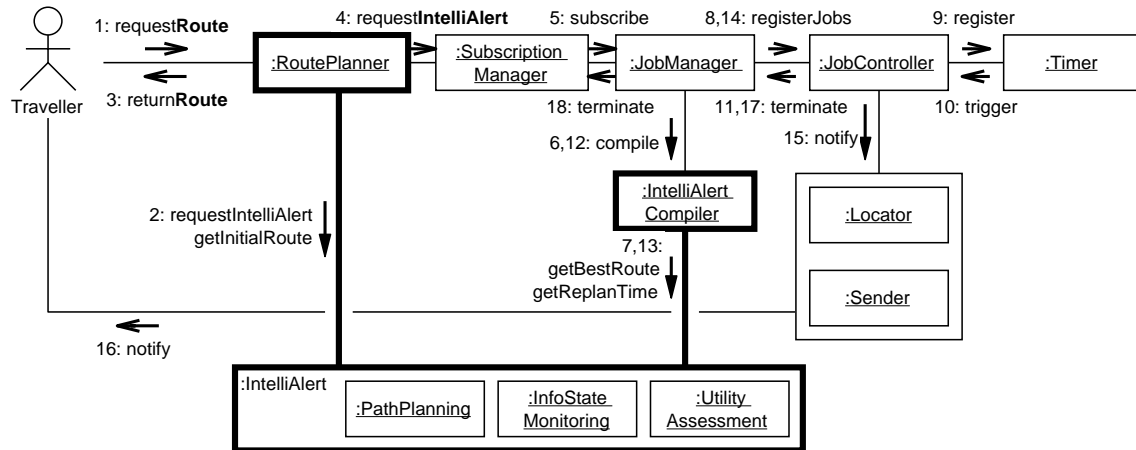 1: requestRoute
4: requestIntelliAlert
5: subscribe
8,14: registerJobs
9: register
:RoutePlanner
:Subscription
Manager
:JobManager
:JobController
:Timer
3: returnRoute
Traveller
18: terminate
11,17: terminate
10: trigger
6,12: compile
15: notify
:IntelliAlert
Compiler
:Locator
2: requestIntelliAlert
getInitialRoute
7,13:
getBestRoute
getReplanTime
:Sender
16: notify
:IntelliAlert
:PathPlanning
:InfoState
Monitoring
:Utility
Assessment